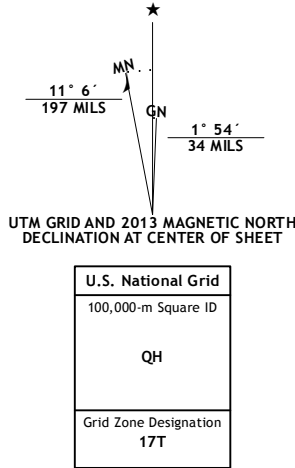 ★
MN
GN
11° 6´
197 MILS
1° 54´
34 MILS
UTM GRID AND 2013 MAGNETIC NORTH
DECLINATION AT CENTER OF SHEET
U.S. National Grid
100,000-m Square ID
QH
Grid Zone Designation
17T